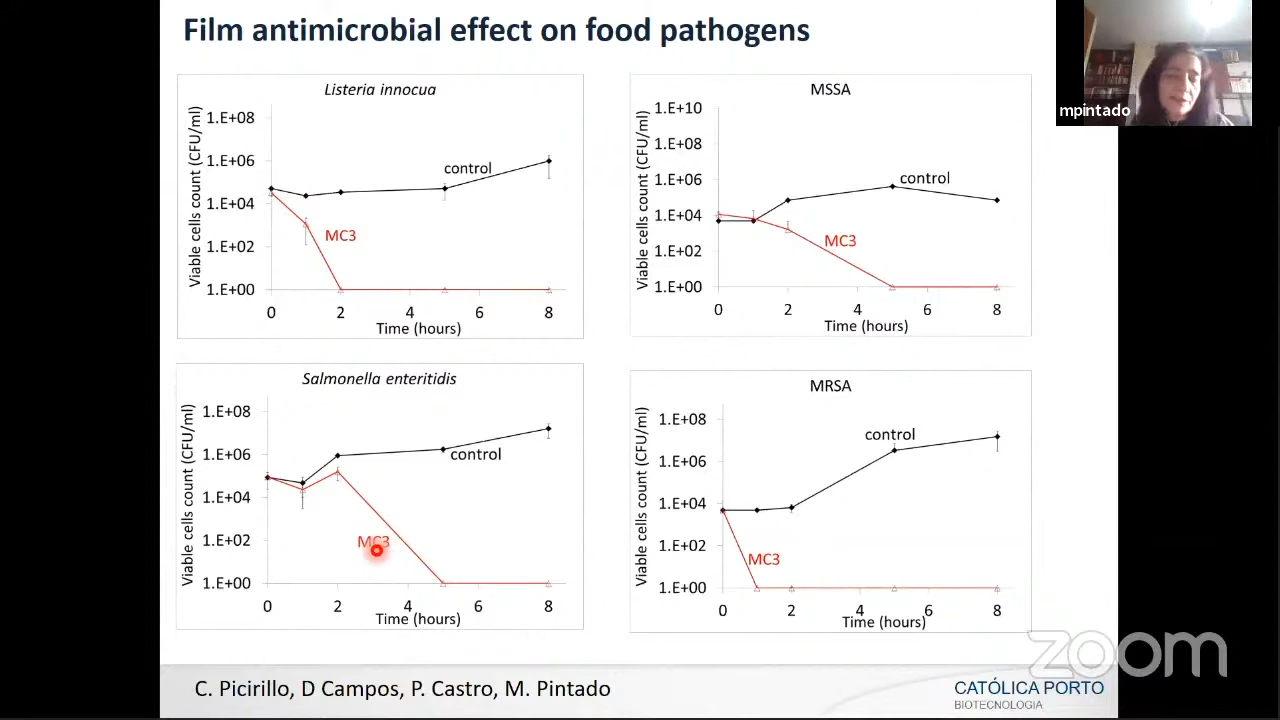 Film antimicrobial effect on food pathogens
mpintado
Listeria innocua
Viable cells count (CFU/ml)
1.E+08
1.E+06
1.E+04
1.E+02
1.E+00
control
MC3
0 2 4 6 8
Time (hours)
MSSA
Viable cells count (CFU/ml)
1.E+10
1.E+08
1.E+06
1.E+04
1.E+02
1.E+00
control
MC3
0 2 4 6 8
Time (hours)
Salmonella enteritidis
Viable cells count (CFU/ml)
1.E+08
1.E+06
1.E+04
1.E+02
1.E+00
control
MC3
0 2 4 6 8
Time (hours)
MRSA
Viable cells count (CFU/ml)
1.E+08
1.E+06
1.E+04
1.E+02
1.E+00
control
MC3
0 2 4 6 8
Time (hours)
zoom
C. Picirillo, D Campos, P. Castro, M. Pintado
CATÓLICA PORTO
BIOTECNOLOGIA